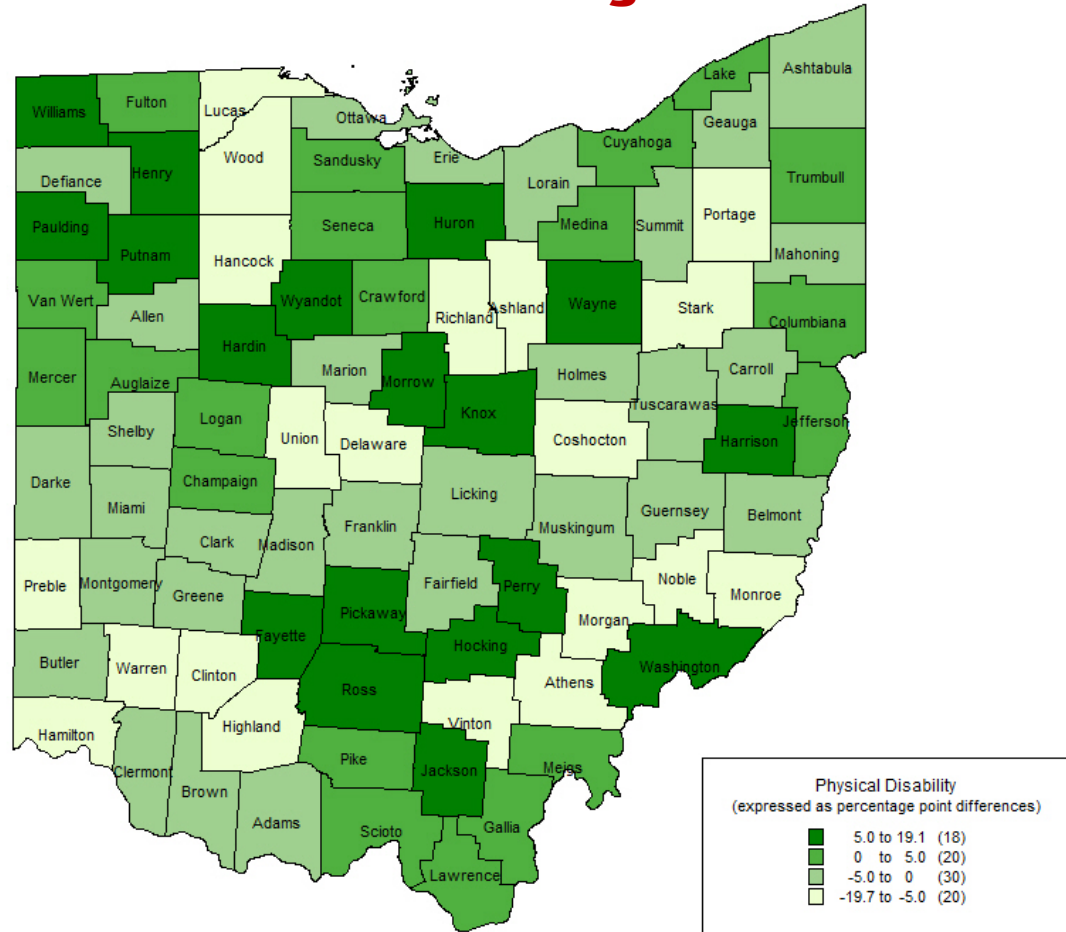 g
Williams
Fulton
Lucas
Ottawa
Lake
Ashtabula
Geauga
Cuyahoga
Wood
Henry
Defiance
Sandusky
Erie
Lorain
Trumbull
Paulding
Seneca
Huron
Medina
Summit
Portage
Putnam
Hancock
Mahoning
Van Wert
Wyandot
Crawford
Richland
Ashland
Wayne
Stark
Columbiana
Allen
Hardin
Mercer
Auglaize
Marion
Morrow
Holmes
Carroll
Tuscarawas
Knox
Jefferson
Logan
Shelby
Union
Delaware
Coshocton
Harrison
Darke
Champaign
Licking
Miami
Franklin
Muskingum
Guernsey
Belmont
Clark
Madison
Preble
Montgomery
Greene
Fairfield
Perry
Noble
Monroe
Pickaway
Morgan
Fayette
Hocking
Washington
Butler
Warren
Clinton
Ross
Athens
Highland
Vinton
Hamilton
Clermont
Pike
Jackson
Meigs
Brown
Adams
Scioto
Gallia
Lawrence
Physical Disability
(expressed as percentage point differences)
5.0 to 19.1 (18)
0 to 5.0 (20)
-5.0 to 0 (30)
-19.7 to -5.0 (20)